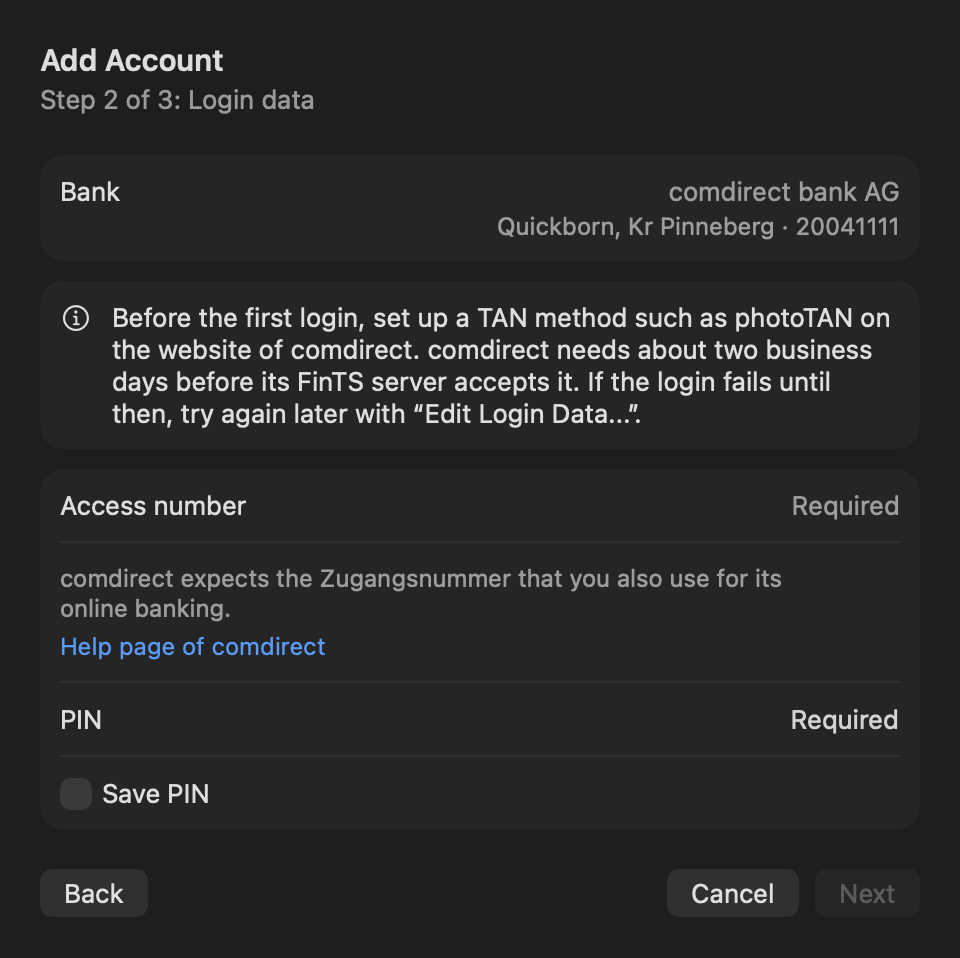 Add Account
Step 2 of 3: Login data
Bank
comdirect bank AG
Quickborn, Kr Pinneberg · 20041111
Before the first login, set up a TAN method such as photoTAN on
the website of comdirect. comdirect needs about two business
days before its FinTS server accepts it. If the login fails until
then, try again later with “Edit Login Data...”.
Access number
Required
comdirect expects the Zugangsnummer that you also use for its
online banking.
Help page of comdirect
PIN
Required
Save PIN
Back
Cancel
Next